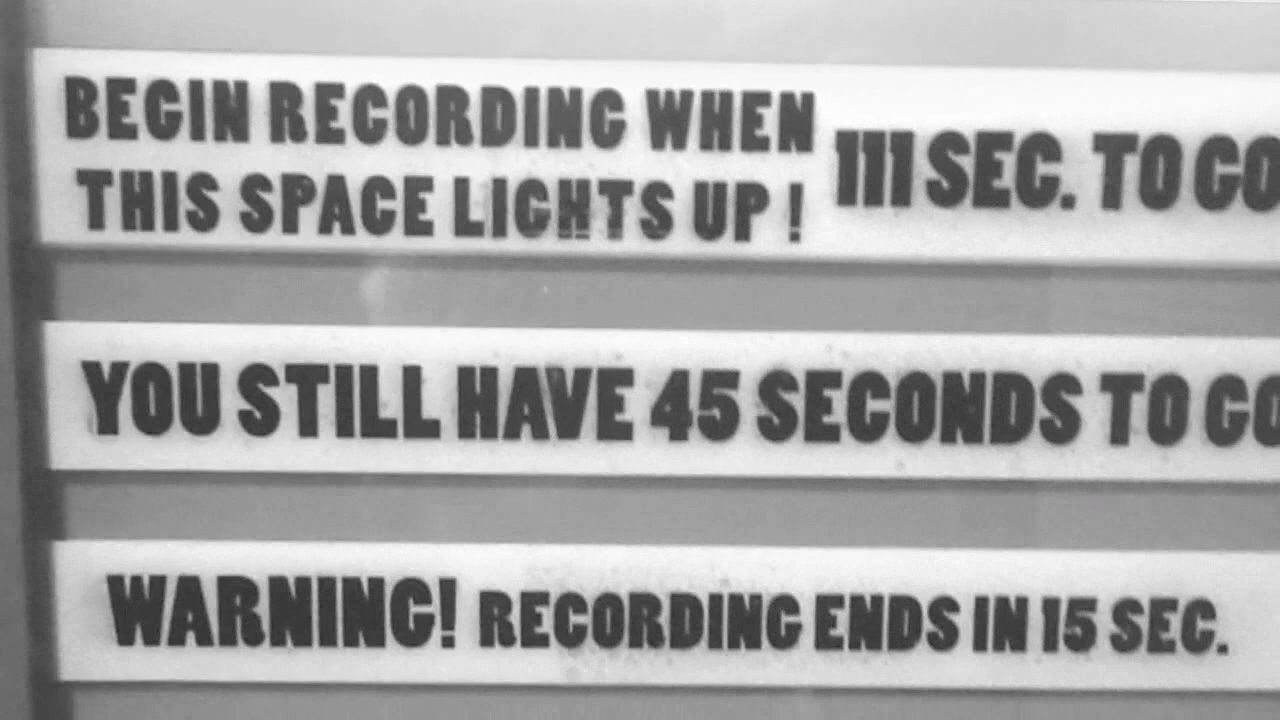 BEGIN RECORDING WHEN
THIS SPACE LIGHTS UP!
111 SEC. TO GO
YOU STILL HAVE 45 SECONDS TO GO
WARNING! RECORDING ENDS IN 15 SEC.